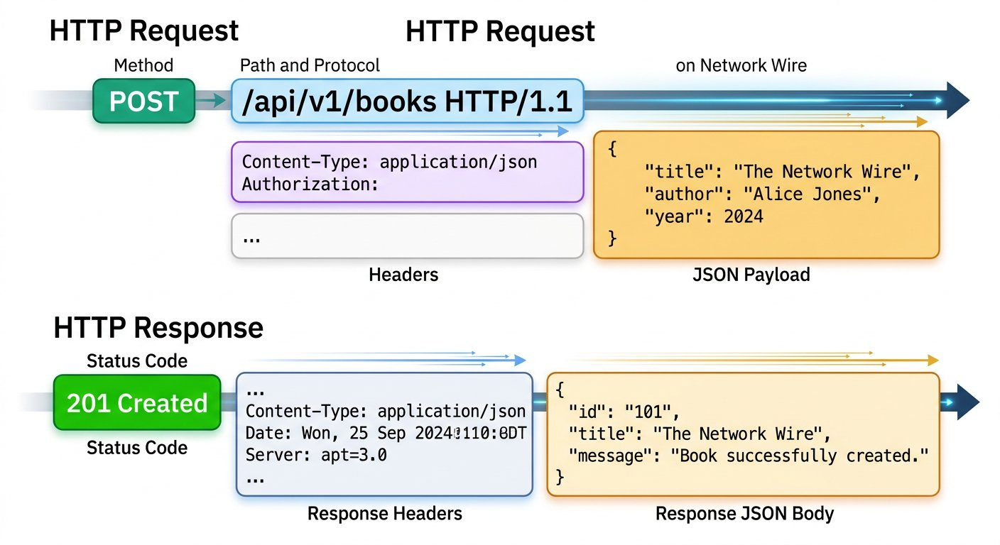 HTTP Request
HTTP Request
Method
Path and Protocol
on Network Wire
POST
/api/v1/books HTTP/1.1
Content-Type: application/json
Authorization:
...
Headers
{
"title": "The Network Wire",
"author": "Alice Jones",
"year": 2024
}
JSON Payload
HTTP Response
Status Code
201 Created
Status Code
...
Content-Type: application/json
Date: Won, 25 Sep
Server: apt=3.0
...
Response Headers
{
"id": "101",
"title": "The Network Wire",
"message": "Book successfully created."
}
Response JSON Body